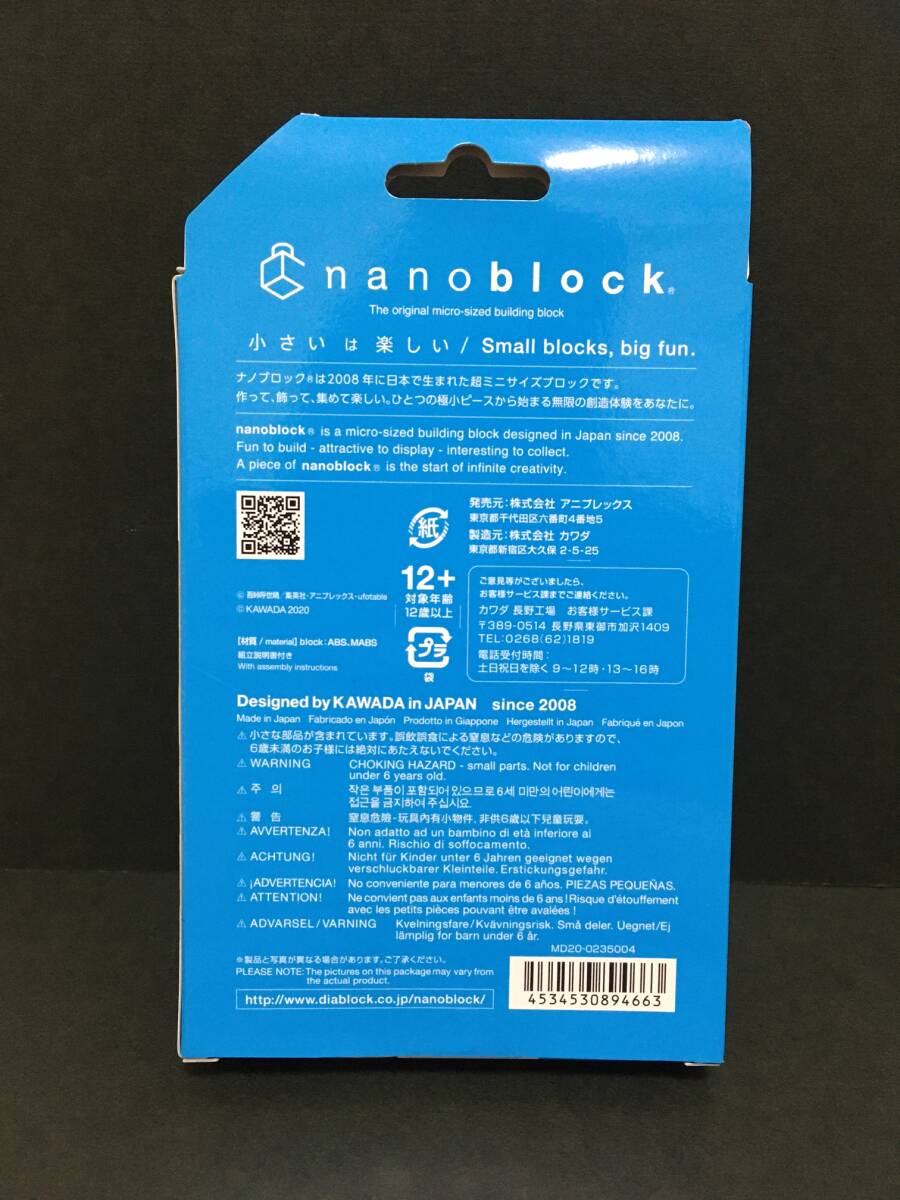 nanoblock®
The original micro-sized building block
小さいは楽しい / Small blocks, big fun.
ナノブロック®は2008年に日本で生まれた超ミニサイズブロックです。
作って、飾って、集めて楽しい。ひとつの極小ピースから始まる無限の創造体験をあなたに。
nanoblock® is a micro-sized building block designed in Japan since 2008.
Fun to build - attractive to display - interesting to collect.
A piece of nanoblock® is the start of infinite creativity.
紙
発売元:株式会社 アニプレックス
東京都千代田区六番町4番地5
製造元:株式会社 カワダ
東京都新宿区大久保 2-5-25
©吾峠呼世晴/集英社・アニプレックス・ufotable
©KAWADA 2020
[材質 / material] block:ABS、MABS
組立説明書付き
With assembly instructions
12+
対象年齢
12歳以上
プラ
袋
ご意見等がございましたら、
お客様サービス課までご連絡ください。
カワダ 長野工場 お客様サービス課
〒389-0514 長野県東御市加沢1409
TEL:0268(62)1819
電話受付時間:
土日祝日を除く 9〜12時・13〜16時
Designed by KAWADA in JAPAN since 2008
Made in Japan Fabricado en Japón Prodotto in Giappone Hergestellt in Japan Fabriqué en Japon
⚠小さな部品が含まれています。誤飲誤食による窒息などの危険がありますので、
6歳未満のお子様には絶対にあたえないでください。
⚠WARNING CHOKING HAZARD - small parts. Not for children
under 6 years old.
⚠주 의 작은 부품이 포함되어 있으므로 6세 미만의 어린이에게는
접근을 금지하여 주십시요.
⚠警 告 窒息危險-玩具內有小物件, 非供6歲以下兒童玩耍.
⚠AVVERTENZA! Non adatto ad un bambino di età inferiore ai
6 anni. Rischio di soffocamento.
⚠ACHTUNG! Nicht für Kinder unter 6 Jahren geeignet wegen
verschluckbarer Kleinteile. Erstickungsgefahr.
⚠¡ADVERTENCIA! No conveniente para menores de 6 años. PIEZAS PEQUEÑAS.
⚠ATTENTION! Ne convient pas aux enfants moins de 6 ans! Risque d'étouffement
avec les petits pièces pouvant être avalées !
⚠ADVARSEL/VARNING Kvelningsfare/Kvävningsrisk. Små deler. Uegnet/Ej
lämplig for barn under 6 år.
MD20-0235004
※製品と写真が異なる場合があります。ご了承ください。
PLEASE NOTE: The pictures on this package may vary from
the actual product.
http://www.diablock.co.jp/nanoblock/
4534530894663